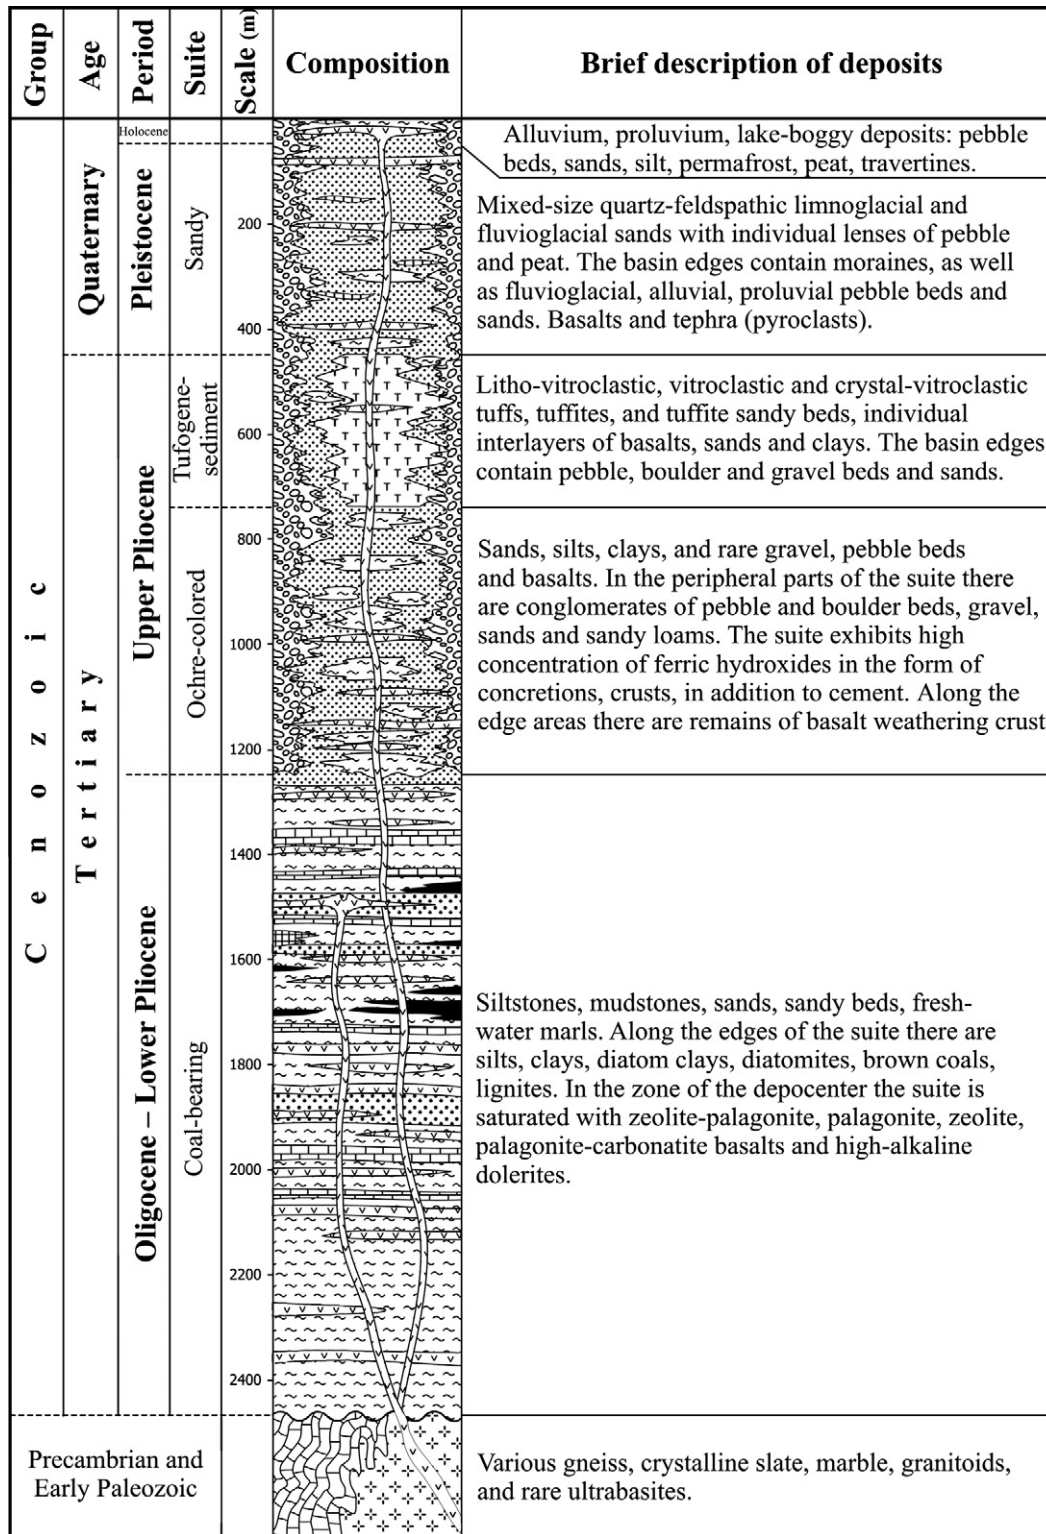 Group
Age
Period
Suite
Scale (m)
Composition
Brief description of deposits
Cenozoic
Quaternary
Holocene
Alluvium, proluvium, lake-boggy deposits: pebble
beds, sands, silt, permafrost, peat, travertines.
Pleistocene
Sandy
200
400
Mixed-size quartz-feldspathic limnoglacial and
fluvioglacial sands with individual lenses of pebble
and peat. The basin edges contain moraines, as well
as fluvioglacial, alluvial, proluvial pebble beds and
sands. Basalts and tephra (pyroclasts).
Tertiary
Upper Pliocene
Tufogene-
sediment
600
Litho-vitroclastic, vitroclastic and crystal-vitroclastic
tuffs, tuffites, and tuffite sandy beds, individual
interlayers of basalts, sands and clays. The basin edges
contain pebble, boulder and gravel beds and sands.
Ochre-colored
800
1000
1200
Sands, silts, clays, and rare gravel, pebble beds
and basalts. In the peripheral parts of the suite there
are conglomerates of pebble and boulder beds, gravel,
sands and sandy loams. The suite exhibits high
concentration of ferric hydroxides in the form of
concretions, crusts, in addition to cement. Along the
edge areas there are remains of basalt weathering crust
Oligocene – Lower Pliocene
Coal-bearing
1400
1600
1800
2000
2200
2400
Siltstones, mudstones, sands, sandy beds, fresh-
water marls. Along the edges of the suite there are
silts, clays, diatom clays, diatomites, brown coals,
lignites. In the zone of the depocenter the suite is
saturated with zeolite-palagonite, palagonite, zeolite,
palagonite-carbonatite basalts and high-alkaline
dolerites.
Precambrian and
Early Paleozoic
Various gneiss, crystalline slate, marble, granitoids,
and rare ultrabasites.